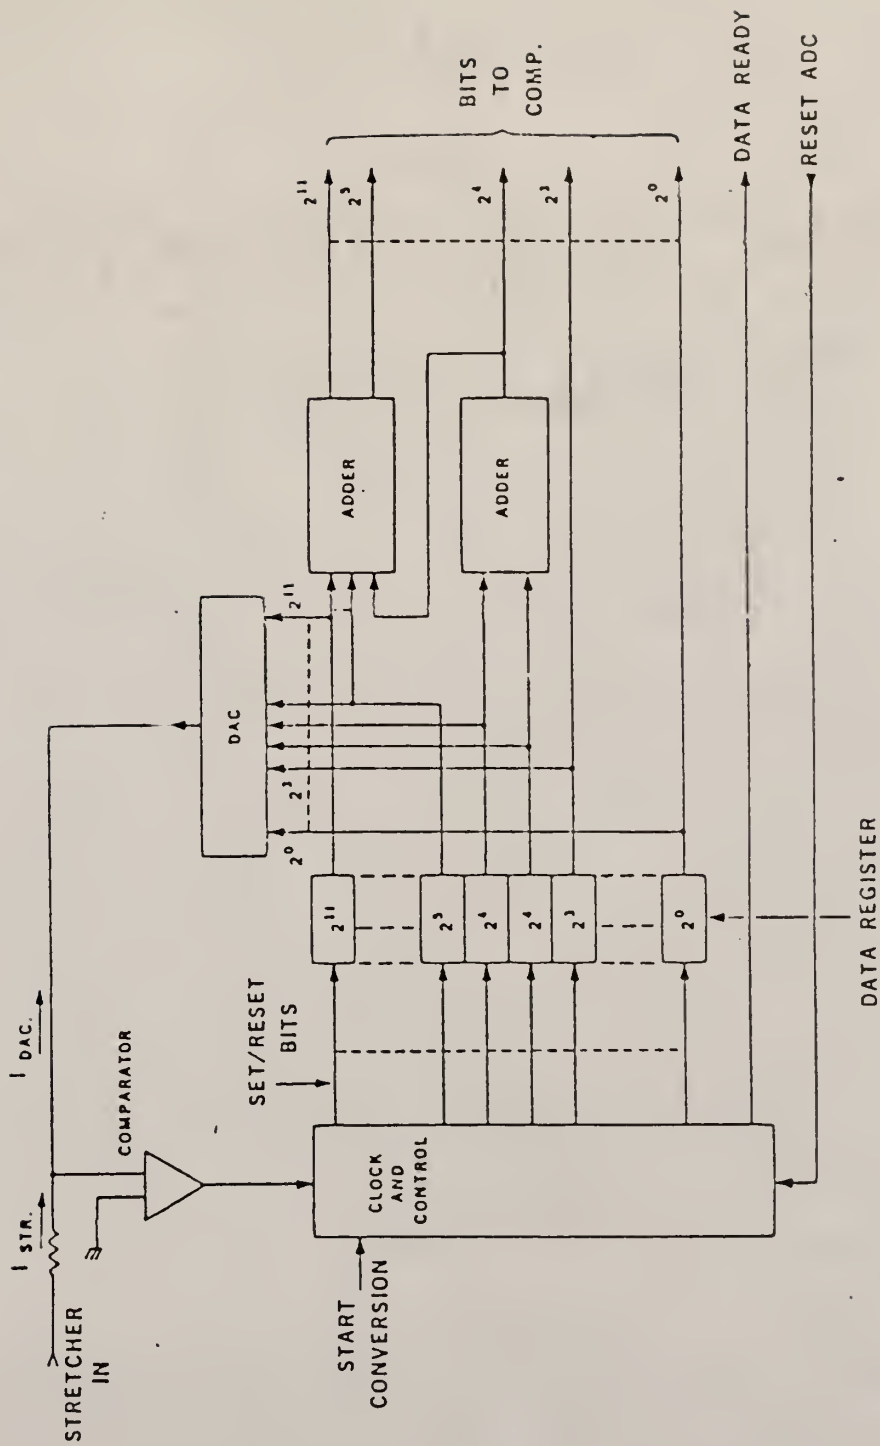 STRETCHER
IN
I STR.
I DAC.
COMPARATOR
START
CONVERSION
CLOCK
AND
CONTROL
SET/RESET
BITS
2¹¹
2⁵
2⁴
2⁴
2³
2⁰
DATA REGISTER
DAC
2⁰
2³
2¹¹
ADDER
ADDER
2¹¹
2⁵
2⁴
2³
2⁰
BITS
TO
COMP.
DATA READY
RESET ADC